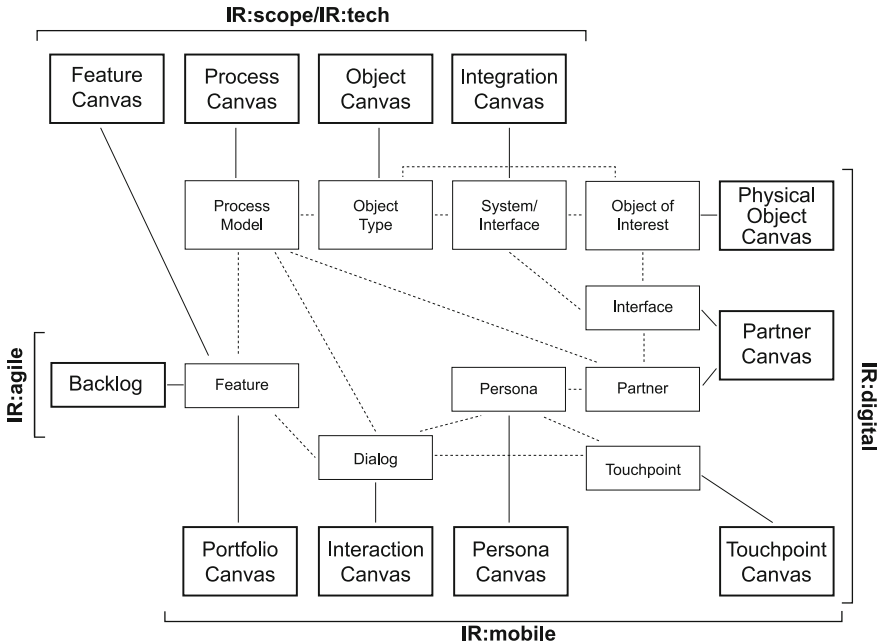 IR:scope/IR:tech
Feature
Canvas
Process
Canvas
Object
Canvas
Integration
Canvas
Process
Model
Object
Type
System/
Interface
Object of
Interest
Physical
Object
Canvas
Interface
Partner
Canvas
IR:agile
Backlog
Feature
Persona
Partner
IR:digital
Dialog
Touchpoint
Portfolio
Canvas
Interaction
Canvas
Persona
Canvas
Touchpoint
Canvas
IR:mobile